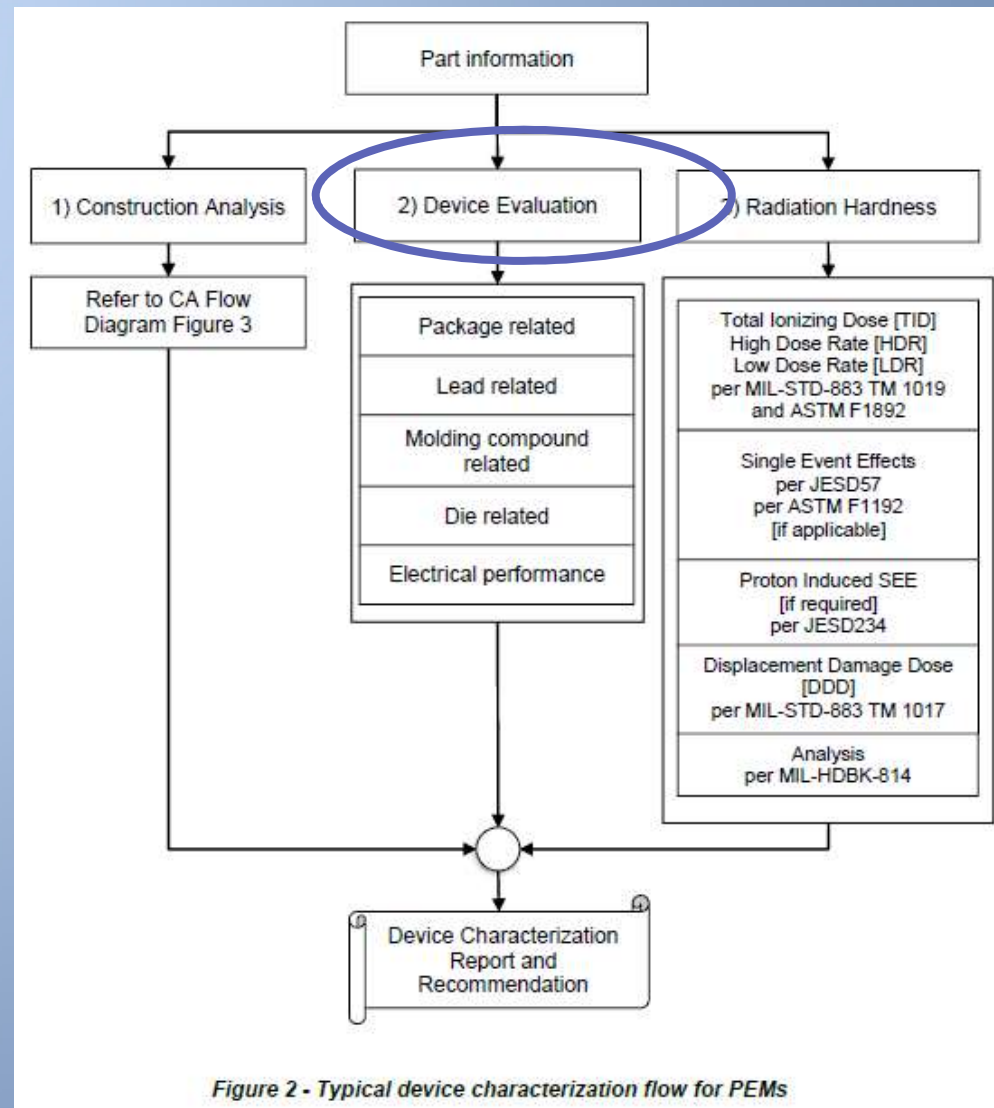 Part information
1) Construction Analysis
2) Device Evaluation
3) Radiation Hardness
Refer to CA Flow
Diagram Figure 3
Package related
Lead related
Molding compound
related
Die related
Electrical performance
Total Ionizing Dose [TID]
High Dose Rate [HDR]
Low Dose Rate [LDR]
per MIL-STD-883 TM 1019
and ASTM F1892
Single Event Effects
per JESD57
per ASTM F1192
[if applicable]
Proton Induced SEE
[if required]
per JESD234
Displacement Damage Dose
[DDD]
per MIL-STD-883 TM 1017
Analysis
per MIL-HDBK-814
Device Characterization
Report and
Recommendation
Figure 2 - Typical device characterization flow for PEMs